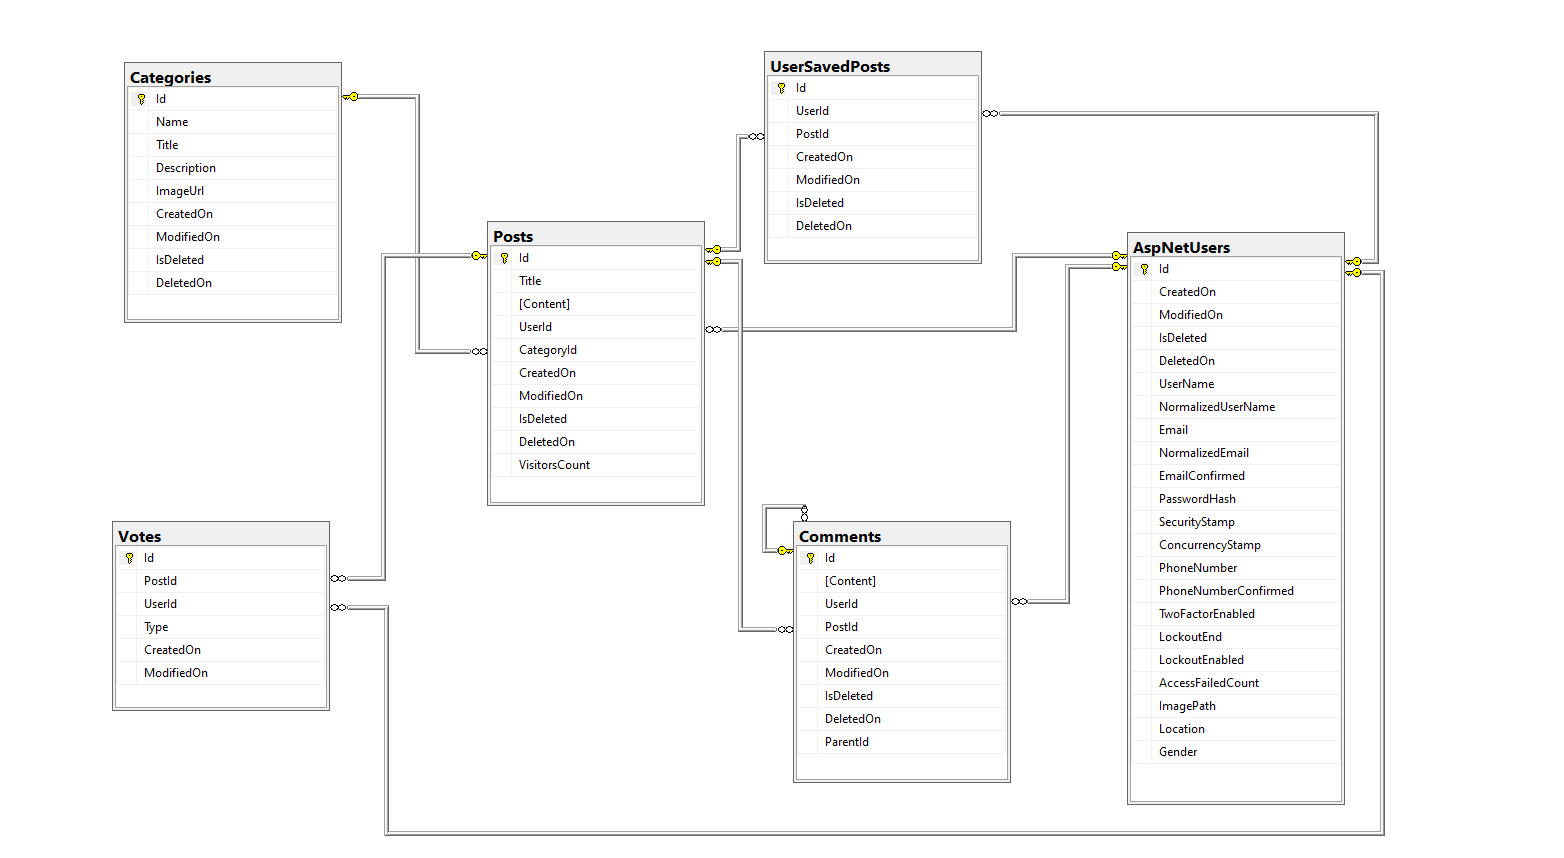 Categories
Id
Name
Title
Description
ImageUrl
CreatedOn
ModifiedOn
IsDeleted
DeletedOn
UserSavedPosts
Id
UserId
PostId
CreatedOn
ModifiedOn
IsDeleted
DeletedOn
Posts
Id
Title
[Content]
UserId
CategoryId
CreatedOn
ModifiedOn
IsDeleted
DeletedOn
VisitorsCount
AspNetUsers
Id
CreatedOn
ModifiedOn
IsDeleted
DeletedOn
UserName
NormalizedUserName
Email
NormalizedEmail
EmailConfirmed
PasswordHash
SecurityStamp
ConcurrencyStamp
PhoneNumber
PhoneNumberConfirmed
TwoFactorEnabled
LockoutEnd
LockoutEnabled
AccessFailedCount
ImagePath
Location
Gender
Votes
Id
PostId
UserId
Type
CreatedOn
ModifiedOn
Comments
Id
[Content]
UserId
PostId
CreatedOn
ModifiedOn
IsDeleted
DeletedOn
ParentId